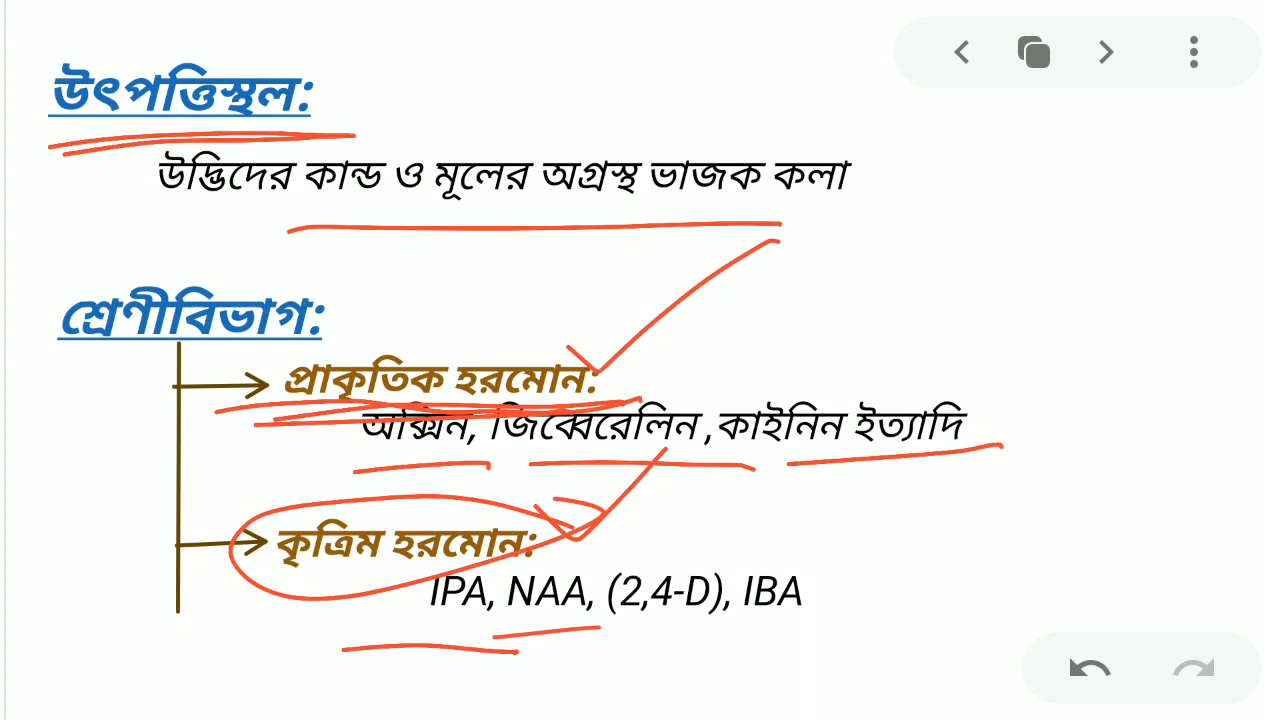 উৎপত্তিস্থল:
উদ্ভিদের কান্ড ও মূলের অগ্রস্থ ভাজক কলা
শ্রেণীবিভাগ:
প্রাকৃতিক হরমোন:
অক্সিন, জিব্বেরেলিন ,কাইনিন ইত্যাদি
কৃত্রিম হরমোন:
IPA, NAA, (2,4-D), IBA